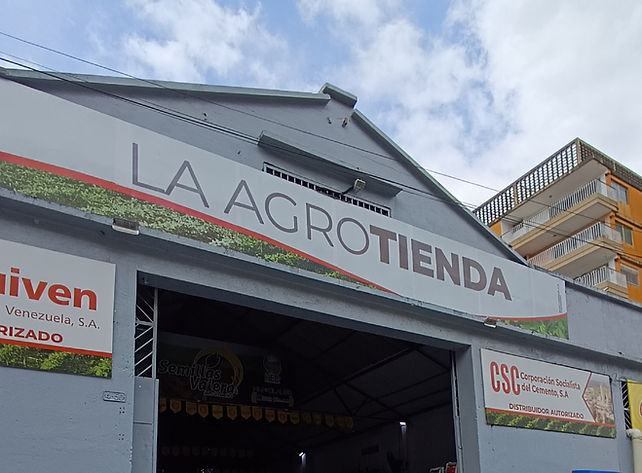 LA AGROTIENDA
uiven
Venezuela, S.A.
RIZADO
Semillas
Valera
CSC Corporación Socialista
del Cemento, S.A
DISTRIBUIDOR AUTORIZADO